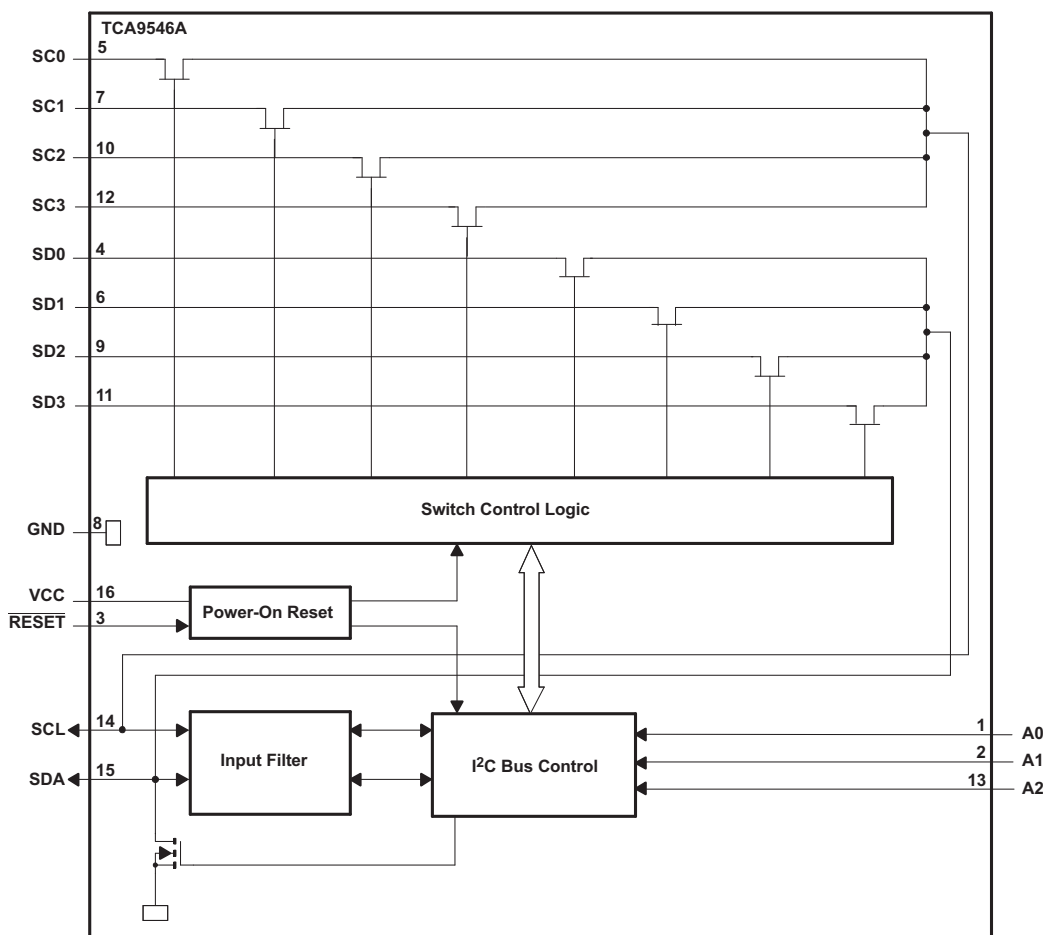 TCA9546A
SC0 5
SC1 7
SC2 10
SC3 12
SD0 4
SD1 6
SD2 9
SD3 11
Switch Control Logic
GND 8
VCC 16
RESET 3
Power-On Reset
SCL 14
SDA 15
Input Filter
I²C Bus Control
1 A0
2 A1
13 A2